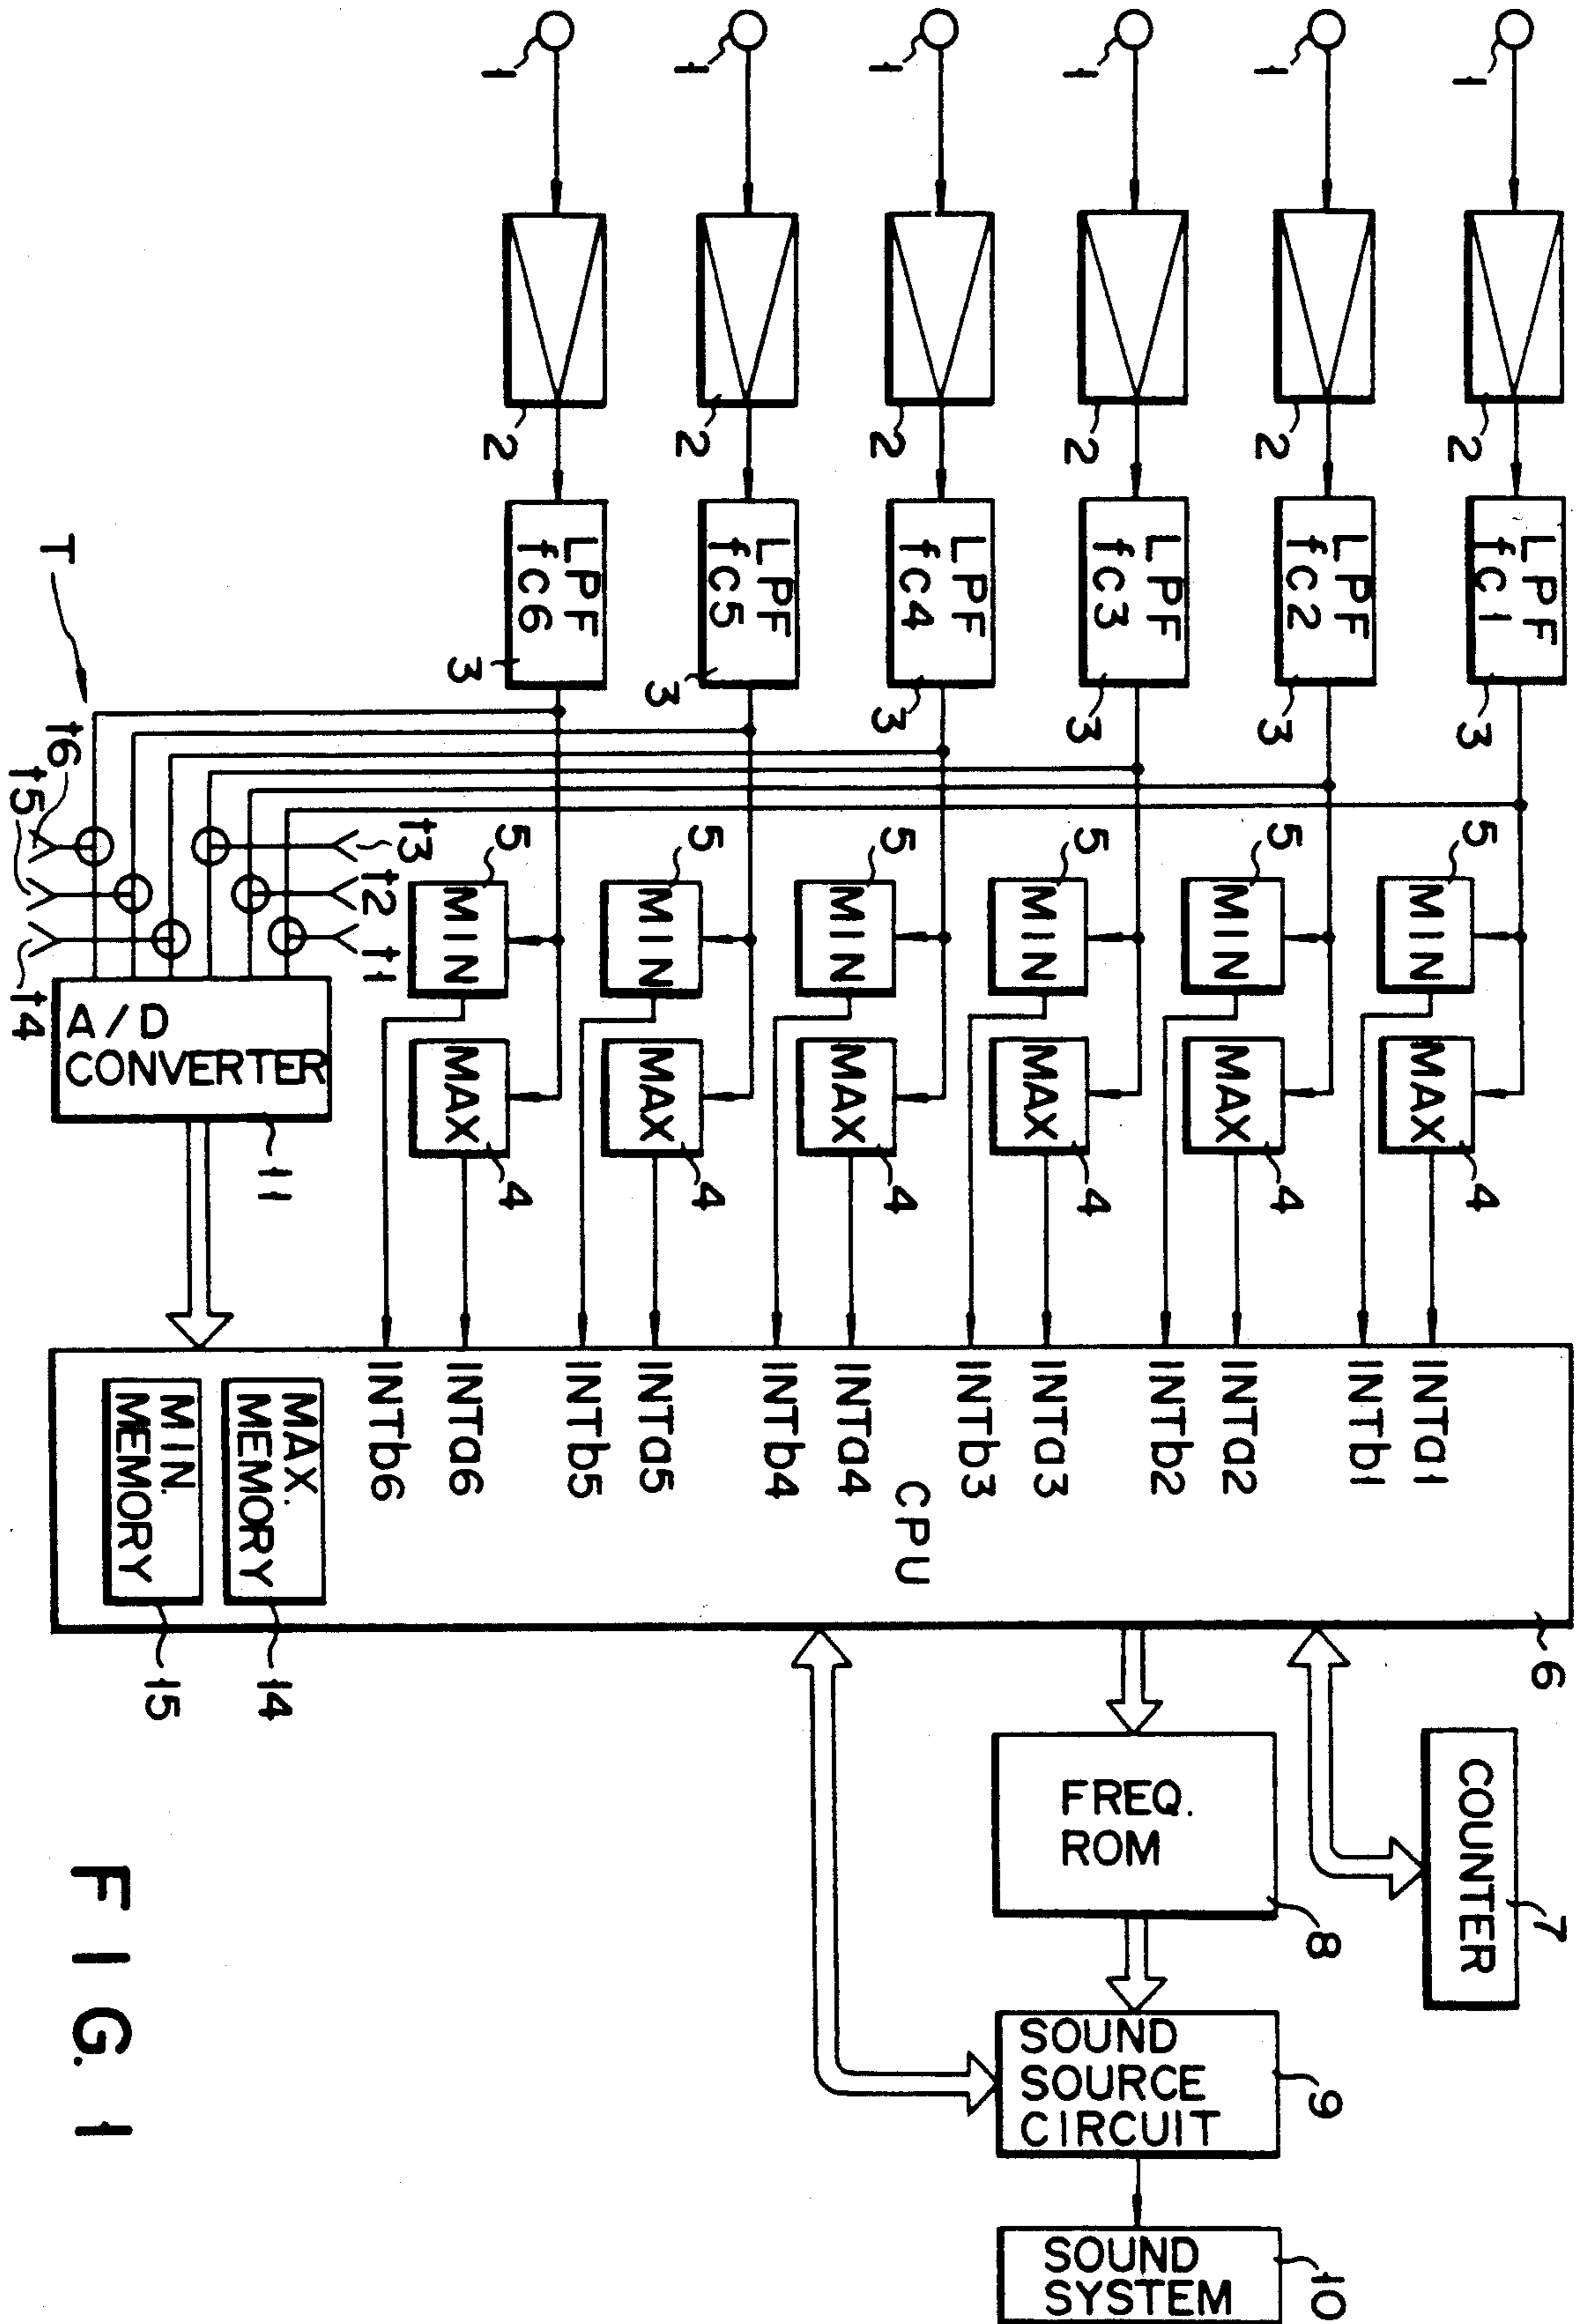 1
1
1
1
1
1
2
2
2
2
2
2
LPF
fc1
3
LPF
fc2
3
LPF
fc3
3
LPF
fc4
3
LPF
fc5
3
LPF
fc6
3
T
t6
t5
t4
t3
t2
t1
5
MIN
MAX
4
5
MIN
MAX
4
5
MIN
MAX
4
5
MIN
MAX
4
5
MIN
MAX
4
5
MIN
MAX
4
A/D
CONVERTER
11
INTa1
INTb1
INTa2
INTb2
INTa3
INTb3
INTa4
INTb4
INTa5
INTb5
INTa6
INTb6
CPU
6
MAX.
MEMORY
14
MIN.
MEMORY
15
COUNTER
7
FREQ.
ROM
8
SOUND
SOURCE
CIRCUIT
9
SOUND
SYSTEM
10
FIG. 1